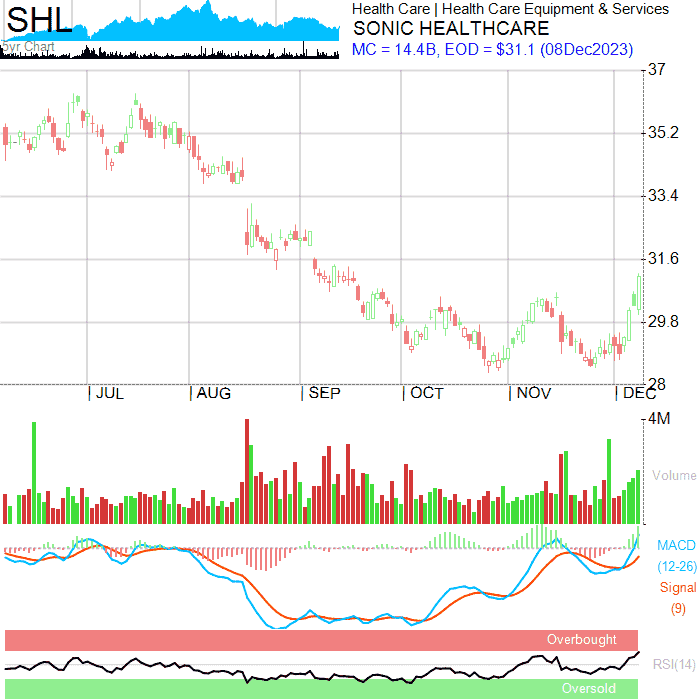 SHL
5yr Chart
Health Care | Health Care Equipment & Services
SONIC HEALTHCARE
MC = 14.4B, EOD = $31.1 (08Dec2023)
37
35.2
33.4
31.6
29.8
28
| JUL | AUG | SEP | OCT | NOV | DEC
4M
Volume
MACD
(12-26)
Signal
(9)
Overbought
RSI(14)
Oversold